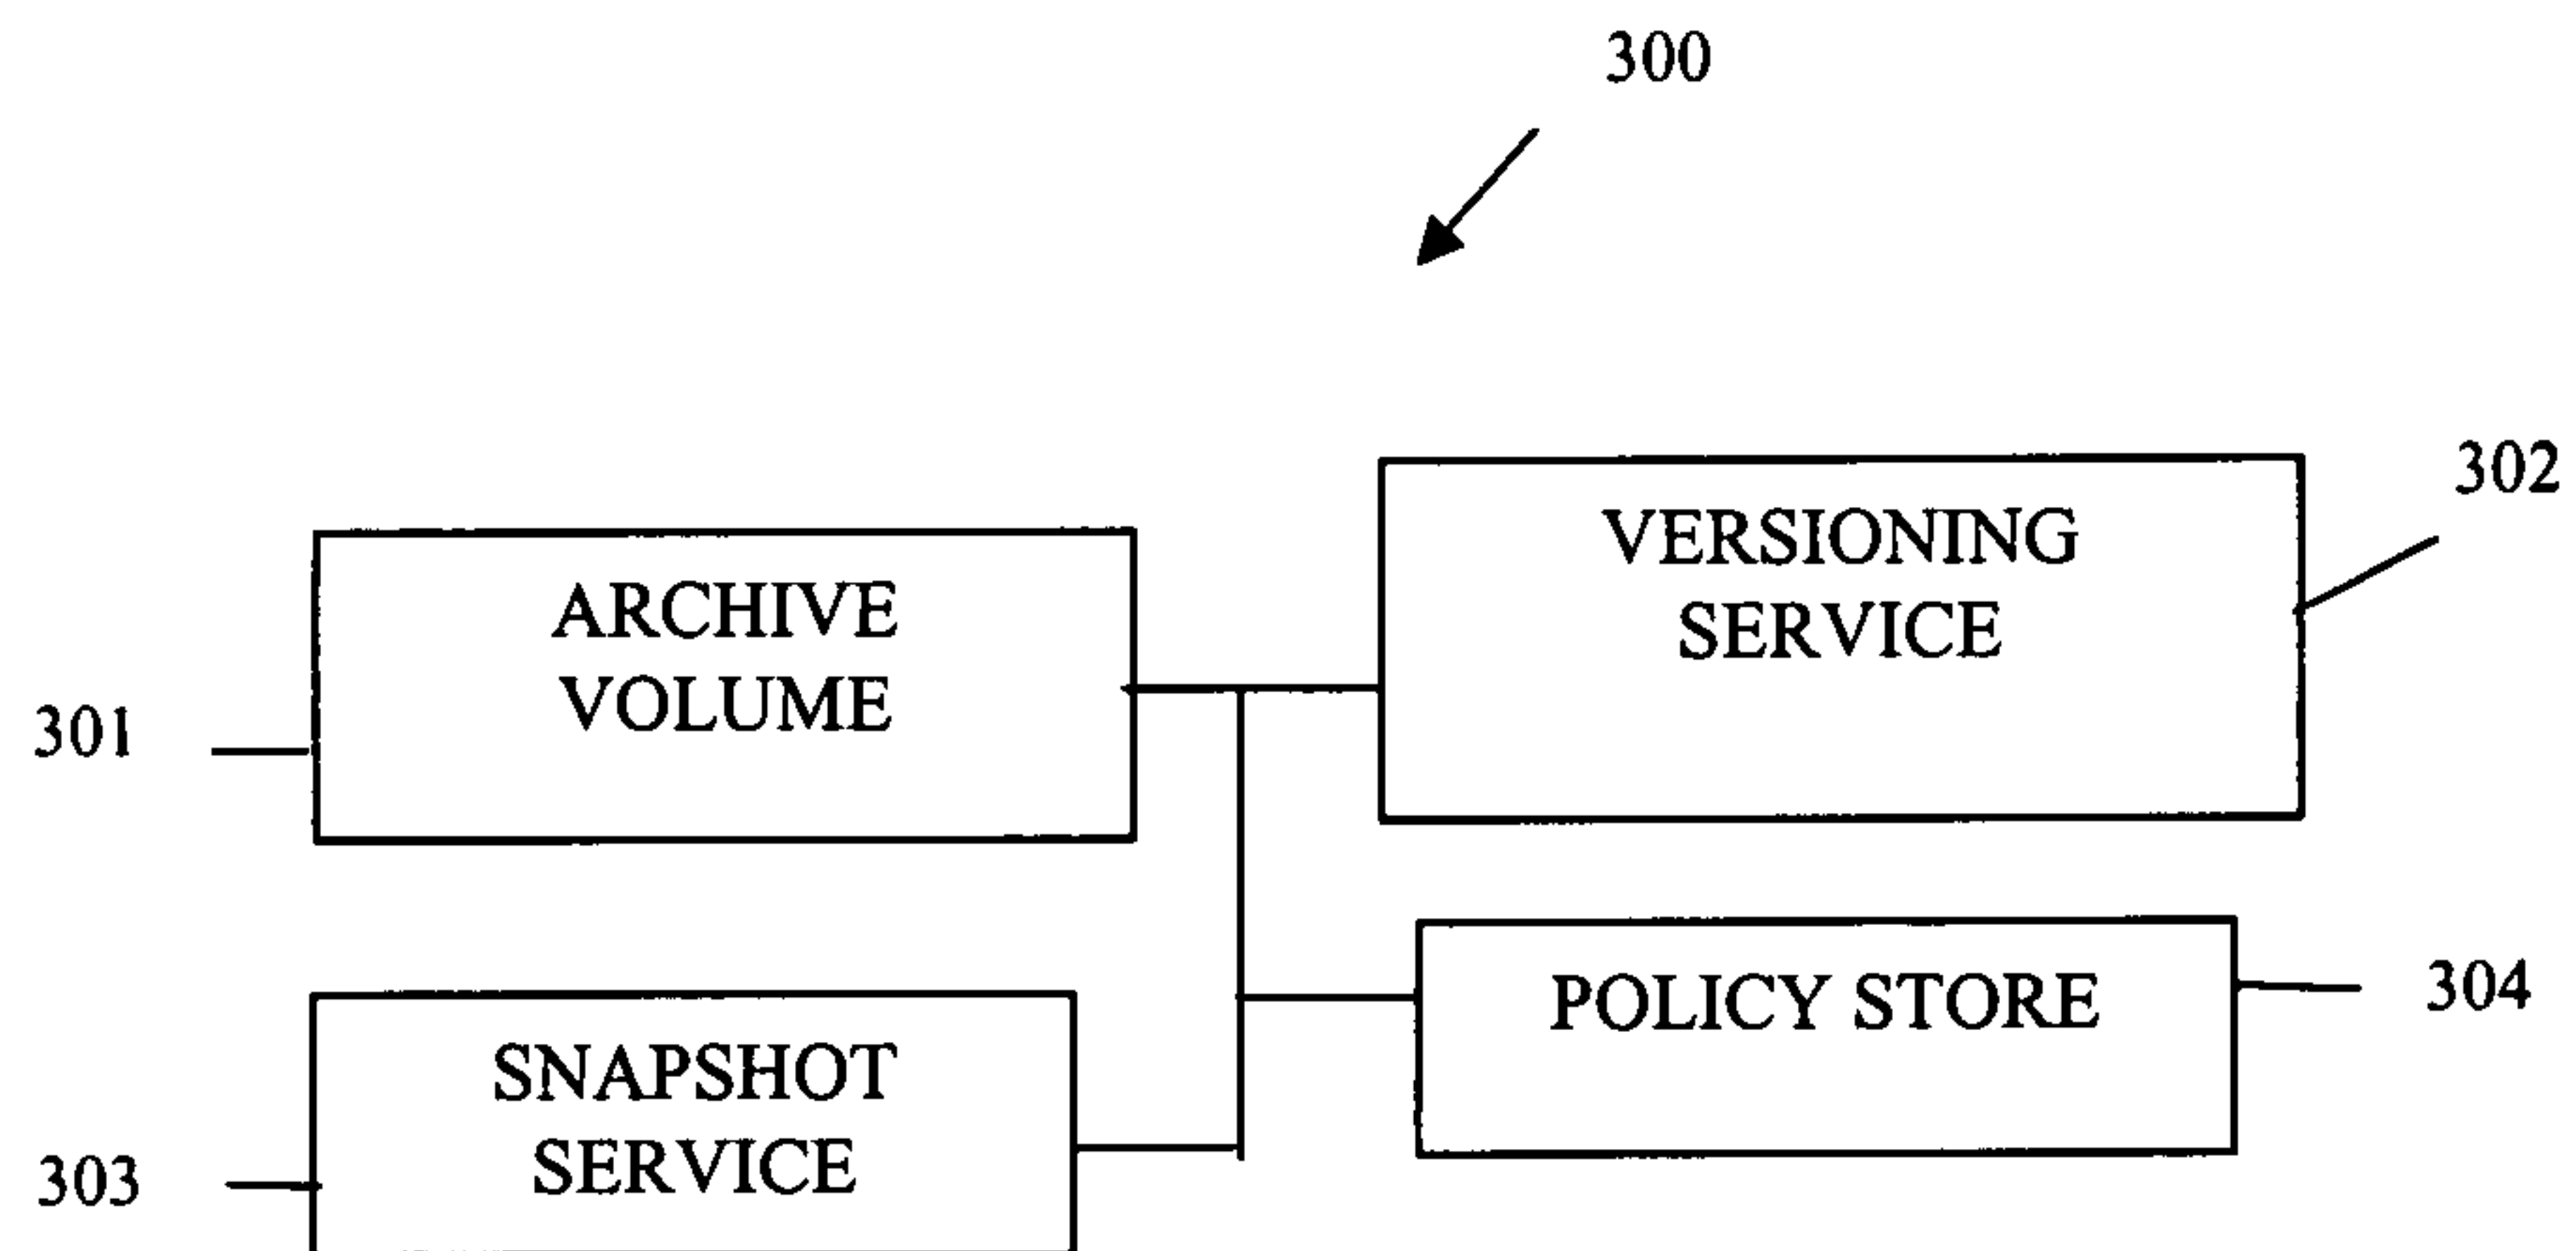 300
302
VERSIONING
SERVICE
ARCHIVE
VOLUME
301
304
POLICY STORE
SNAPSHOT
SERVICE
303